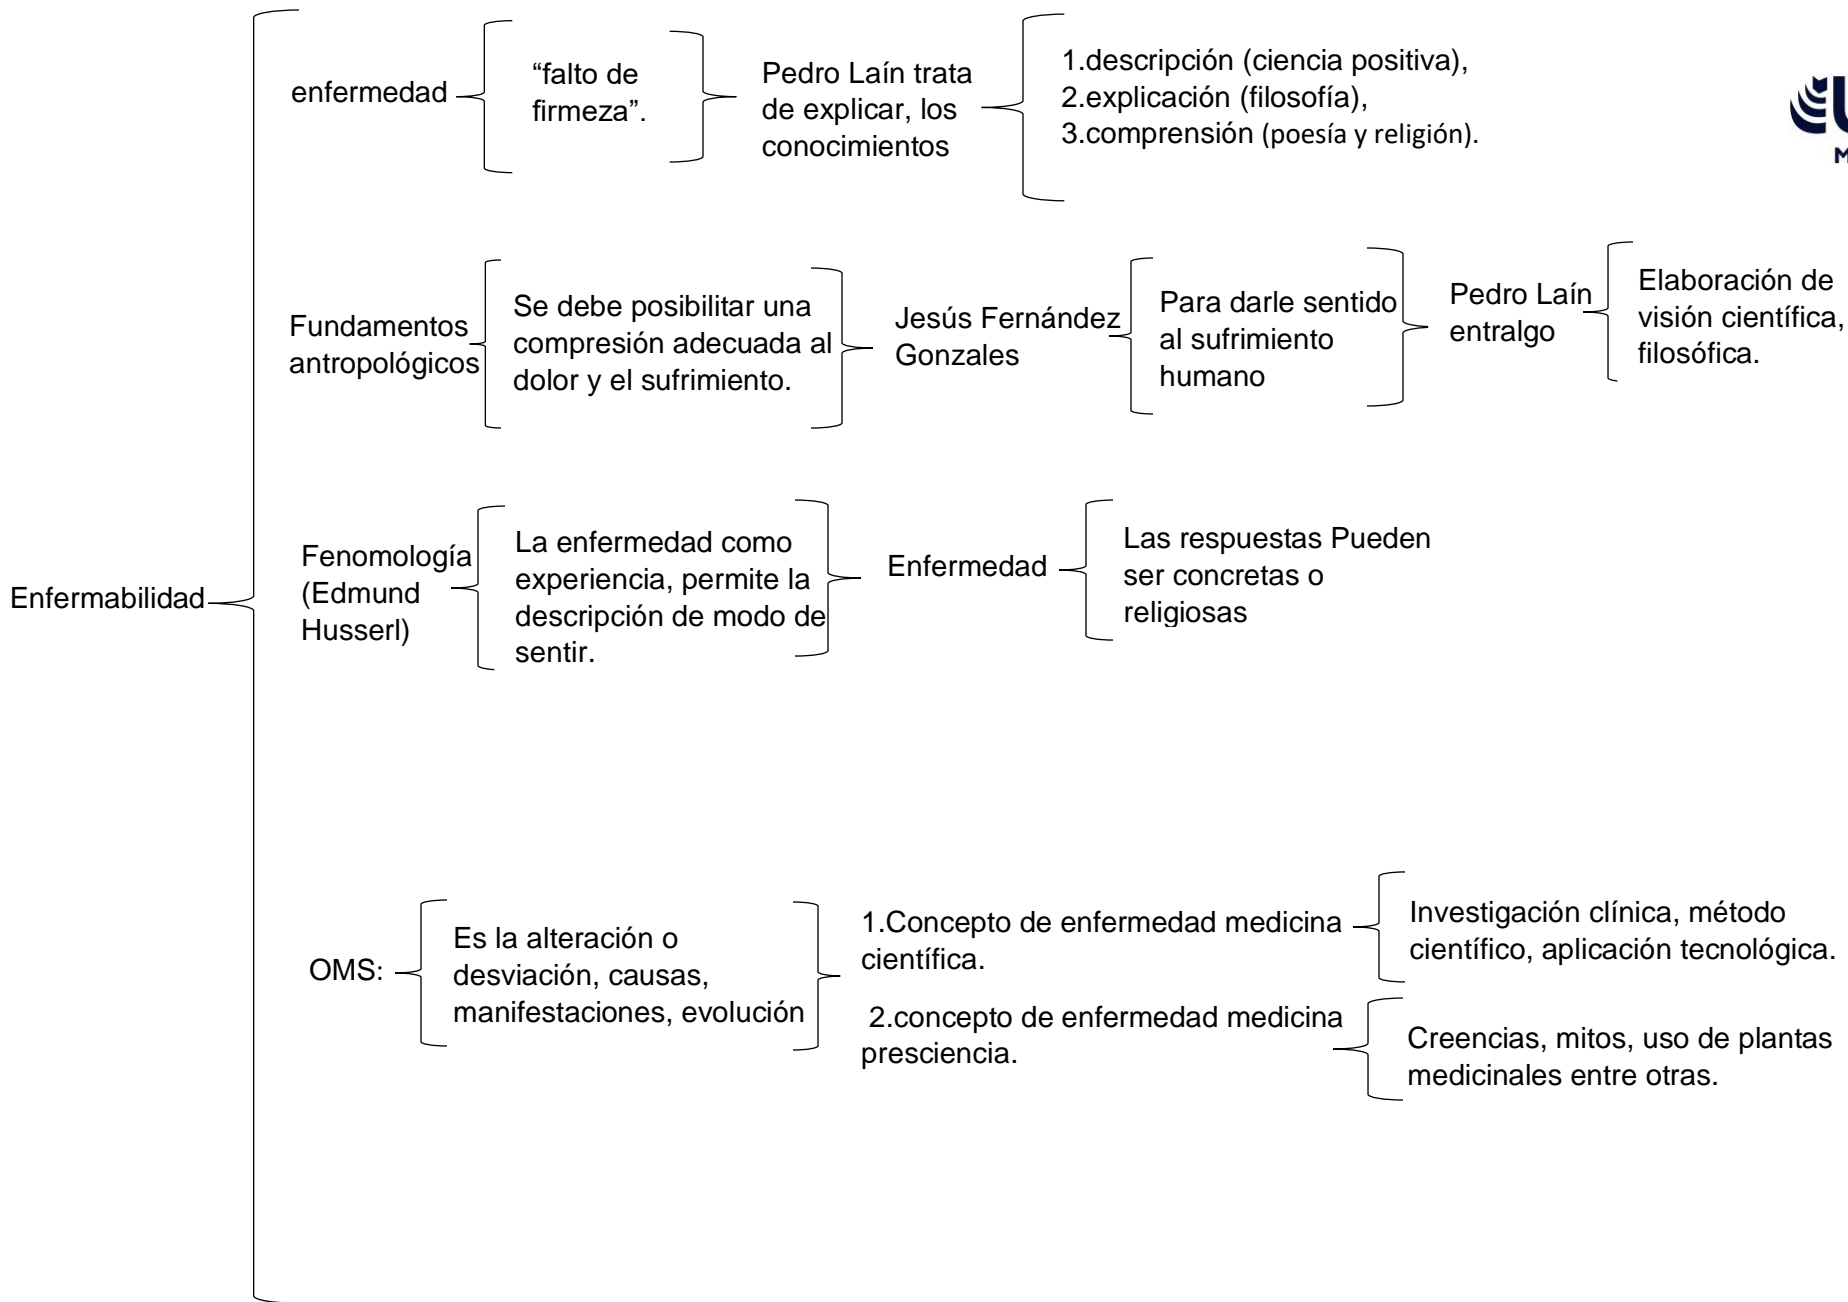 enfermedad
“falto de
firmeza”.
Pedro Laín trata
de explicar, los
conocimientos
1.descripción (ciencia positiva),
2.explicación (filosofía),
3.comprensión (poesía y religión).
Fundamentos
antropológicos
Se debe posibilitar una
compresión adecuada al
dolor y el sufrimiento.
Jesús Fernández
Gonzales
Para darle sentido
al sufrimiento
humano
Pedro Laín
entralgo
Elaboración de
visión científica,
filosófica.
Enfermabilidad
Fenomología
(Edmund
Husserl)
La enfermedad como
experiencia, permite la
descripción de modo de
sentir.
Enfermedad
Las respuestas Pueden
ser concretas o
religiosas
OMS:
Es la alteración o
desviación, causas,
manifestaciones, evolución
1.Concepto de enfermedad medicina
científica.
Investigación clínica, método
científico, aplicación tecnológica.
2.concepto de enfermedad medicina
presciencia.
Creencias, mitos, uso de plantas
medicinales entre otras.